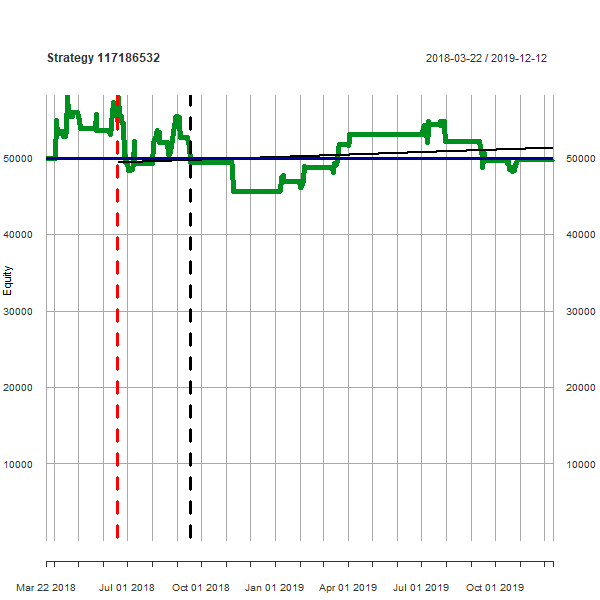 Strategy 117186532
2018-03-22 / 2019-12-12
50000
50000
40000
40000
30000
30000
20000
20000
10000
10000
Equity
Mar 22 2018
Jul 01 2018
Oct 01 2018
Jan 01 2019
Apr 01 2019
Jul 01 2019
Oct 01 2019